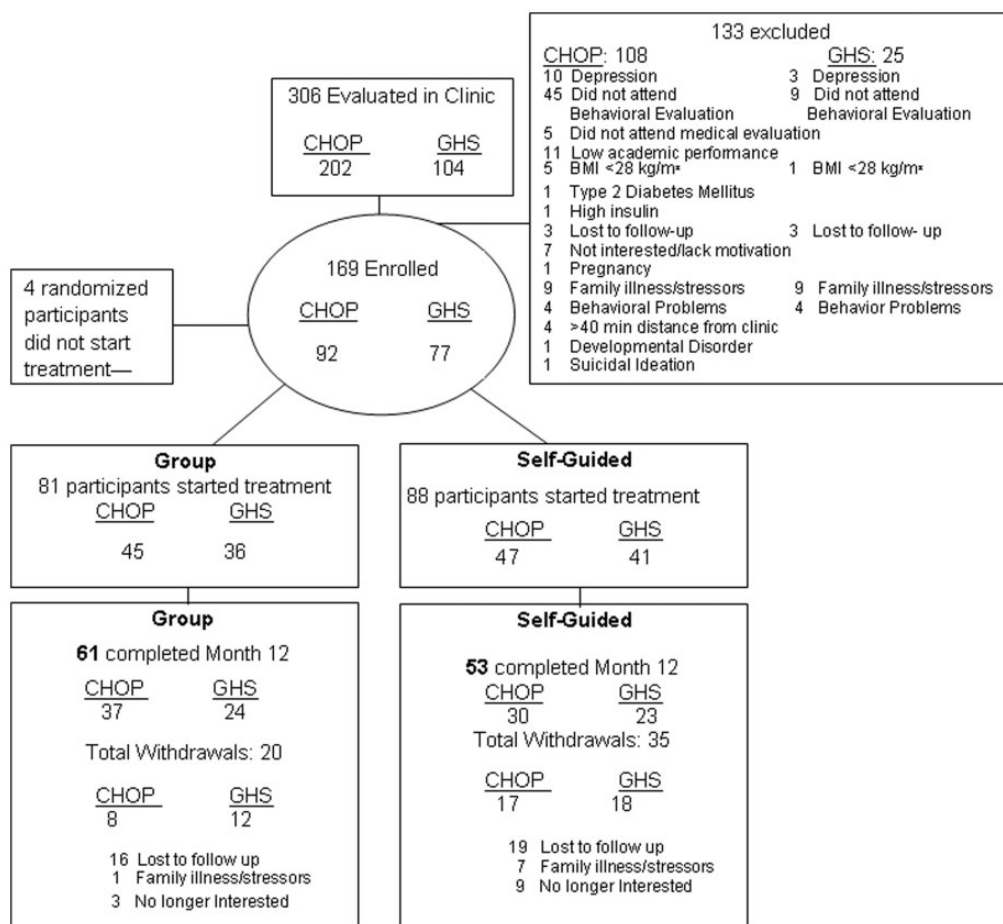 306 Evaluated in Clinic
CHOP GHS
202 104
133 excluded
CHOP: 108 GHS: 25
10 Depression 3 Depression
45 Did not attend 9 Did not attend
Behavioral Evaluation Behavioral Evaluation
5 Did not attend medical evaluation
11 Low academic performance
5 BMI <28 kg/m² 1 BMI <28 kg/m²
1 Type 2 Diabetes Mellitus
1 High insulin
3 Lost to follow-up 3 Lost to follow- up
7 Not interested/lack motivation
1 Pregnancy
9 Family illness/stressors 9 Family illness/stressors
4 Behavioral Problems 4 Behavior Problems
4 >40 min distance from clinic
1 Developmental Disorder
1 Suicidal Ideation
169 Enrolled
CHOP GHS
92 77
4 randomized
participants
did not start
treatment—
Group
81 participants started treatment
CHOP GHS
45 36
Self-Guided
88 participants started treatment
CHOP GHS
47 41
Group
61 completed Month 12
CHOP GHS
37 24
Total Withdrawals: 20
CHOP GHS
8 12
16 Lost to follow up
1 Family illness/stressors
3 No longer Interested
Self-Guided
53 completed Month 12
CHOP GHS
30 23
Total Withdrawals: 35
CHOP GHS
17 18
19 Lost to follow up
7 Family illness/stressors
9 No longer Interested